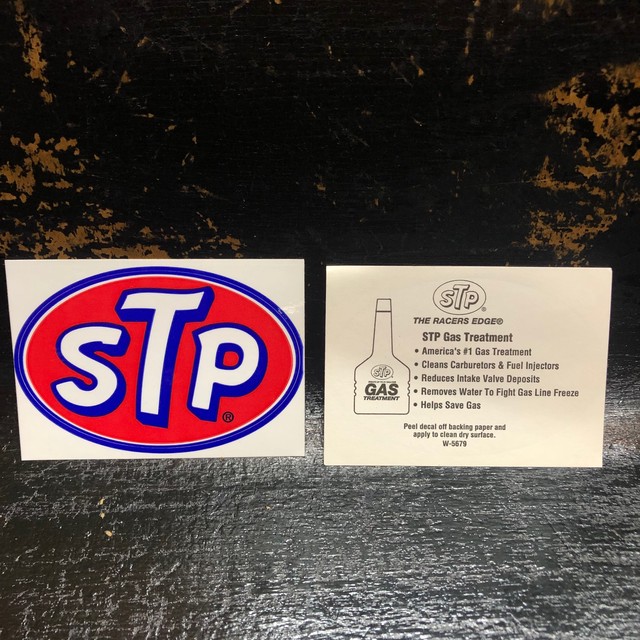 STP®
STP®
THE RACERS EDGE®
STP Gas Treatment
• America's #1 Gas Treatment
• Cleans Carburetors & Fuel Injectors
• Reduces Intake Valve Deposits
• Removes Water To Fight Gas Line Freeze
• Helps Save Gas
STP
GAS
TREATMENT
Peel decal off backing paper and
apply to clean dry surface.
W-5679